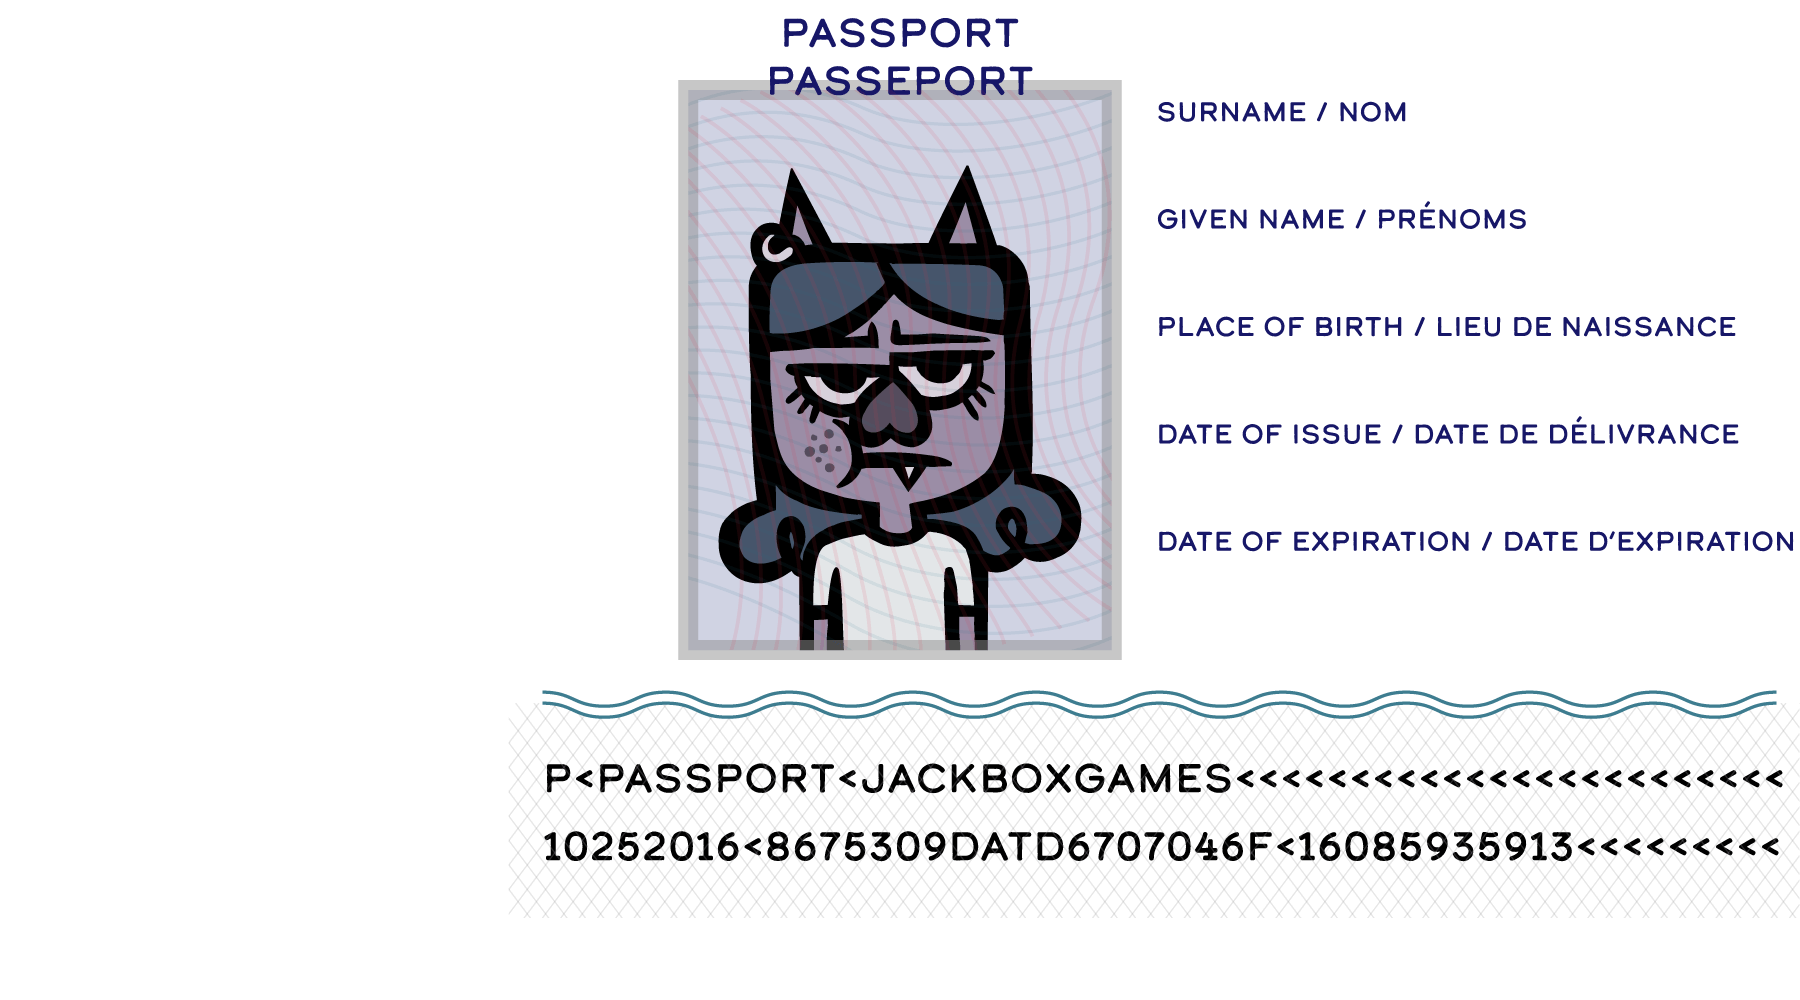 PASSPORT
PASSEPORT
SURNAME / NOM
GIVEN NAME / PRÉNOMS
PLACE OF BIRTH / LIEU DE NAISSANCE
DATE OF ISSUE / DATE DE DÉLIVRANCE
DATE OF EXPIRATION / DATE D'EXPIRATION
P<PASSPORT<JACKBOXGAMES<<<<<<<<<<<<<<<<<<<<<<<<
10252016<8675309DATD6707046F<16085935913<<<<<<<<<